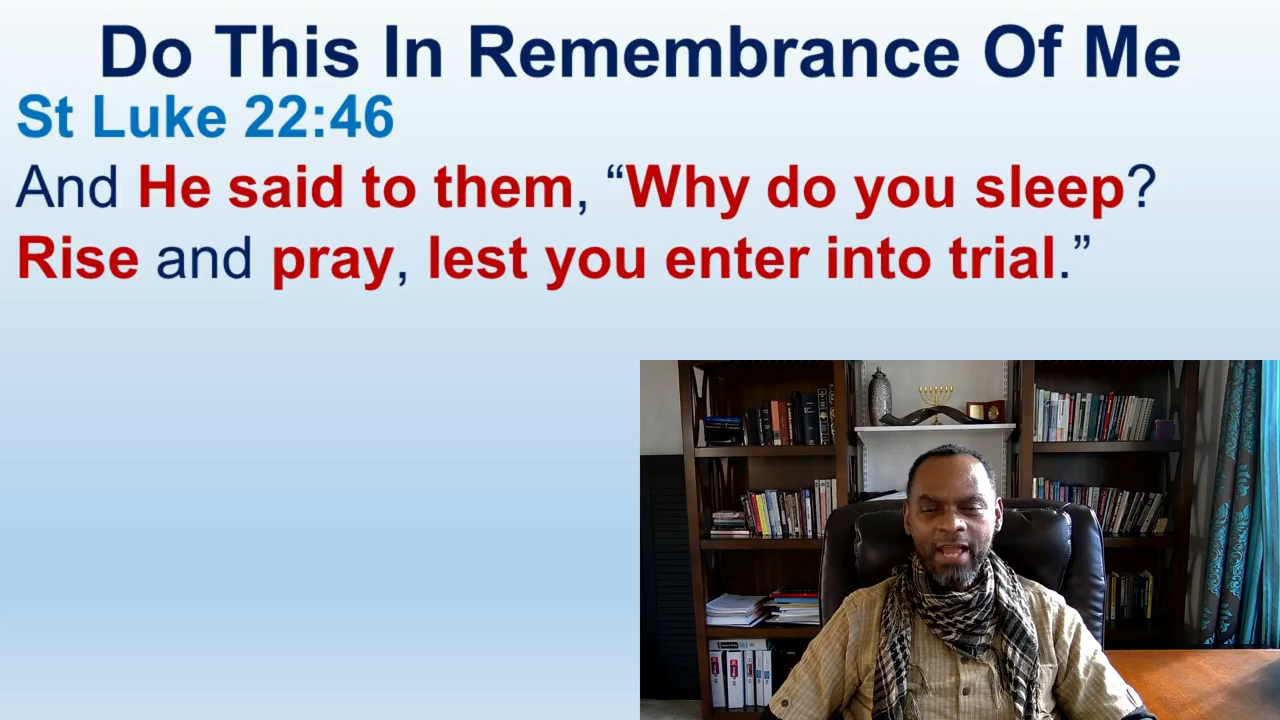 Do This In Remembrance Of Me
St Luke 22:46
And He said to them, “Why do you sleep?
Rise and pray, lest you enter into trial.”